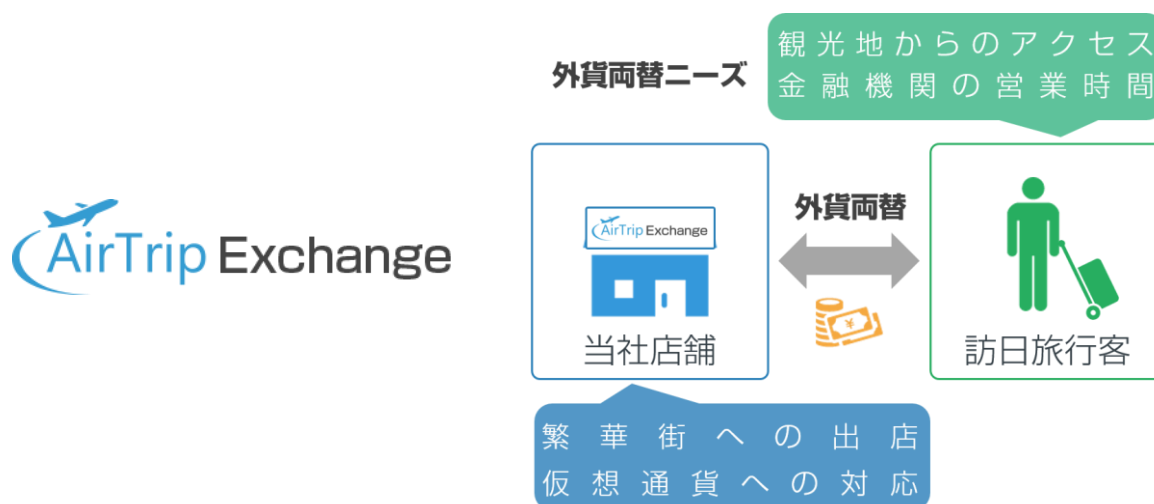 AirTrip Exchange
外貨両替ニーズ
観光地からのアクセス
金融機関の営業時間
AirTrip Exchange
当社店舗
外貨両替
¥
訪日旅行客
繁華街への出店
仮想通貨への対応